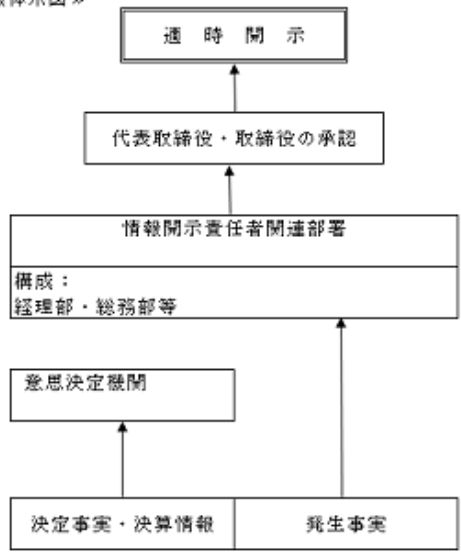 適時開示
代表取締役・取締役の承認
情報開示責任者関連部署
構成：
経理部・総務部等
意思決定機関
決定事実・決算情報
発生事実